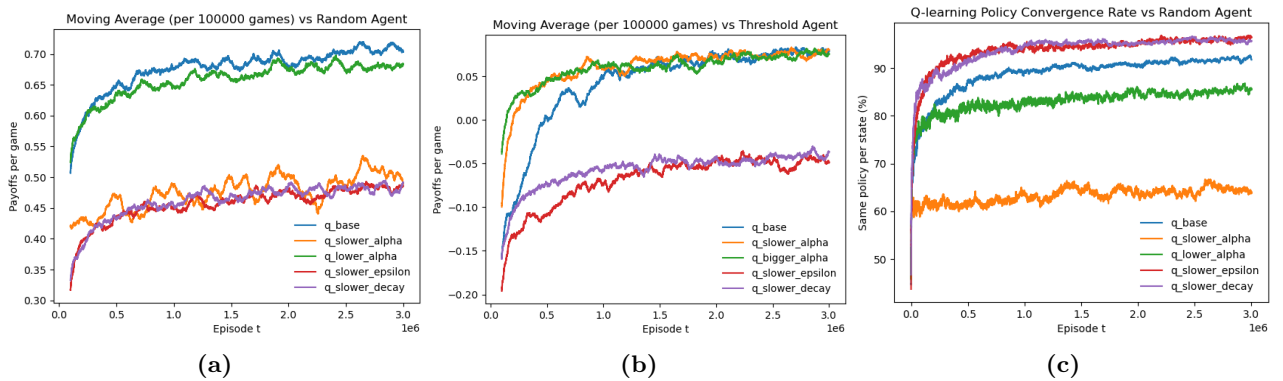 Moving Average (per 100000 games) vs Random Agent
Payoffs per game
0.70
0.65
0.60
0.55
0.50
0.45
0.40
0.35
0.30
q_base
q_slower_alpha
q_lower_alpha
q_slower_epsilon
q_slower_decay
0.0 0.5 1.0 1.5 2.0 2.5 3.0
1e6
Episode t
(a)
Moving Average (per 100000 games) vs Threshold Agent
Payoffs per game
0.05
0.00
−0.05
−0.10
−0.15
−0.20
q_base
q_slower_alpha
q_bigger_alpha
q_slower_epsilon
q_slower_decay
0.0 0.5 1.0 1.5 2.0 2.5 3.0
1e6
Episode t
(b)
Q-learning Policy Convergence Rate vs Random Agent
Same policy per state (%)
90
80
70
60
50
q_base
q_slower_alpha
q_lower_alpha
q_slower_epsilon
q_slower_decay
0.0 0.5 1.0 1.5 2.0 2.5 3.0
1e6
Episode t
(c)